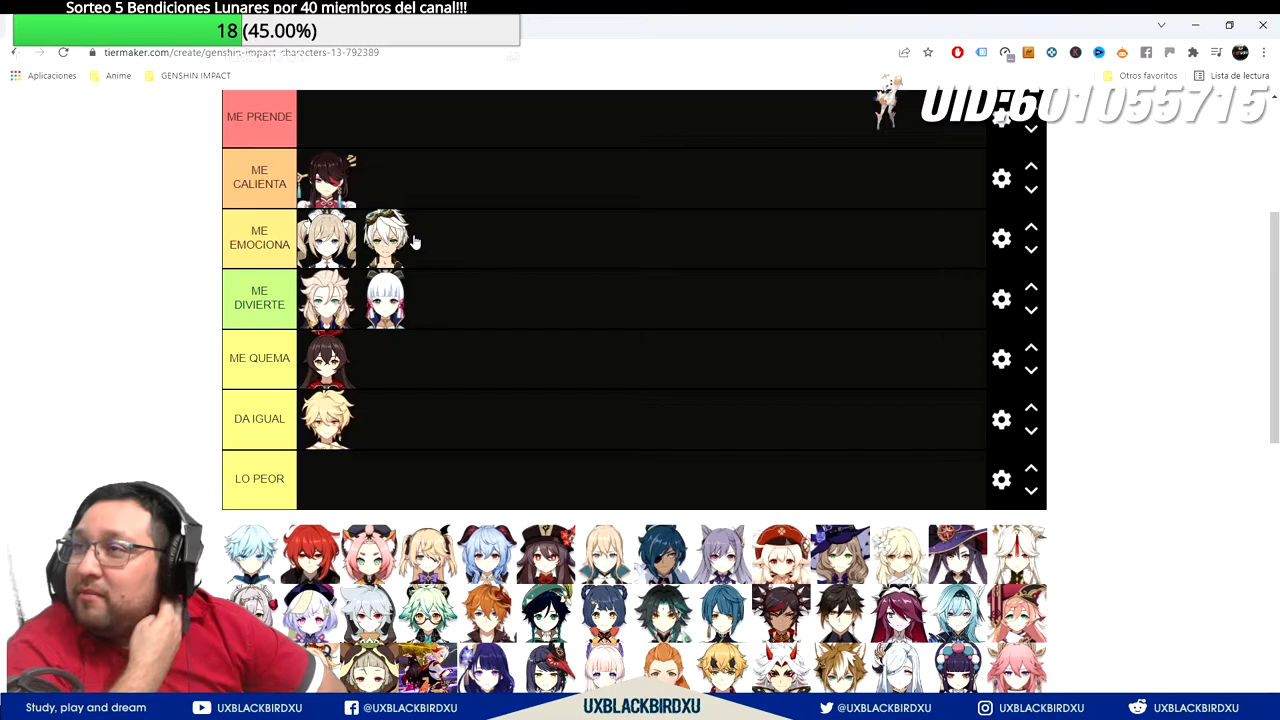 Sorteo 5 Bendiciones Lunares por 40 miembros del canal!!!
18 (45.00%)
tiermaker.com/create/genshin-impact-characters-13-792389
Aplicaciones
Anime
GENSHIN IMPACT
Otros favoritos
Lista de lectura
UID:601055715
ME PRENDE
ME
CALIENTA
ME
EMOCIONA
ME
DIVIERTE
ME QUEMA
DA IGUAL
LO PEOR
Study, play and dream
UXBLACKBIRDXU
@UXBLACKBIRDXU
UXBLACKBIRDXU
@UXBLACKBIRDXU
UXBLACKBIRDXU
UXBLACKBIRDXU